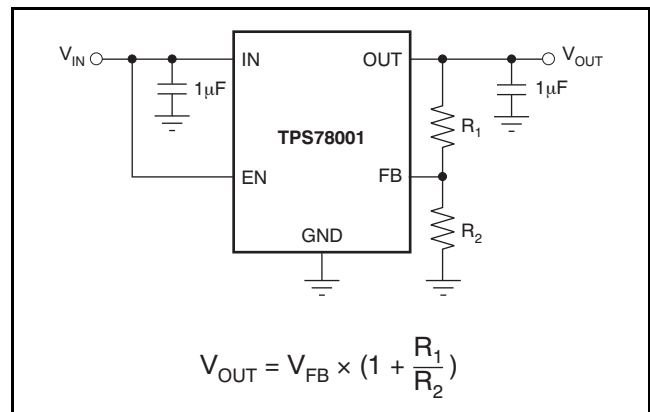 V_IN
IN
OUT
V_OUT
1μF
1μF
R_1
TPS78001
EN
FB
GND
R_2
V_OUT = V_FB × (1 + R_1/R_2)